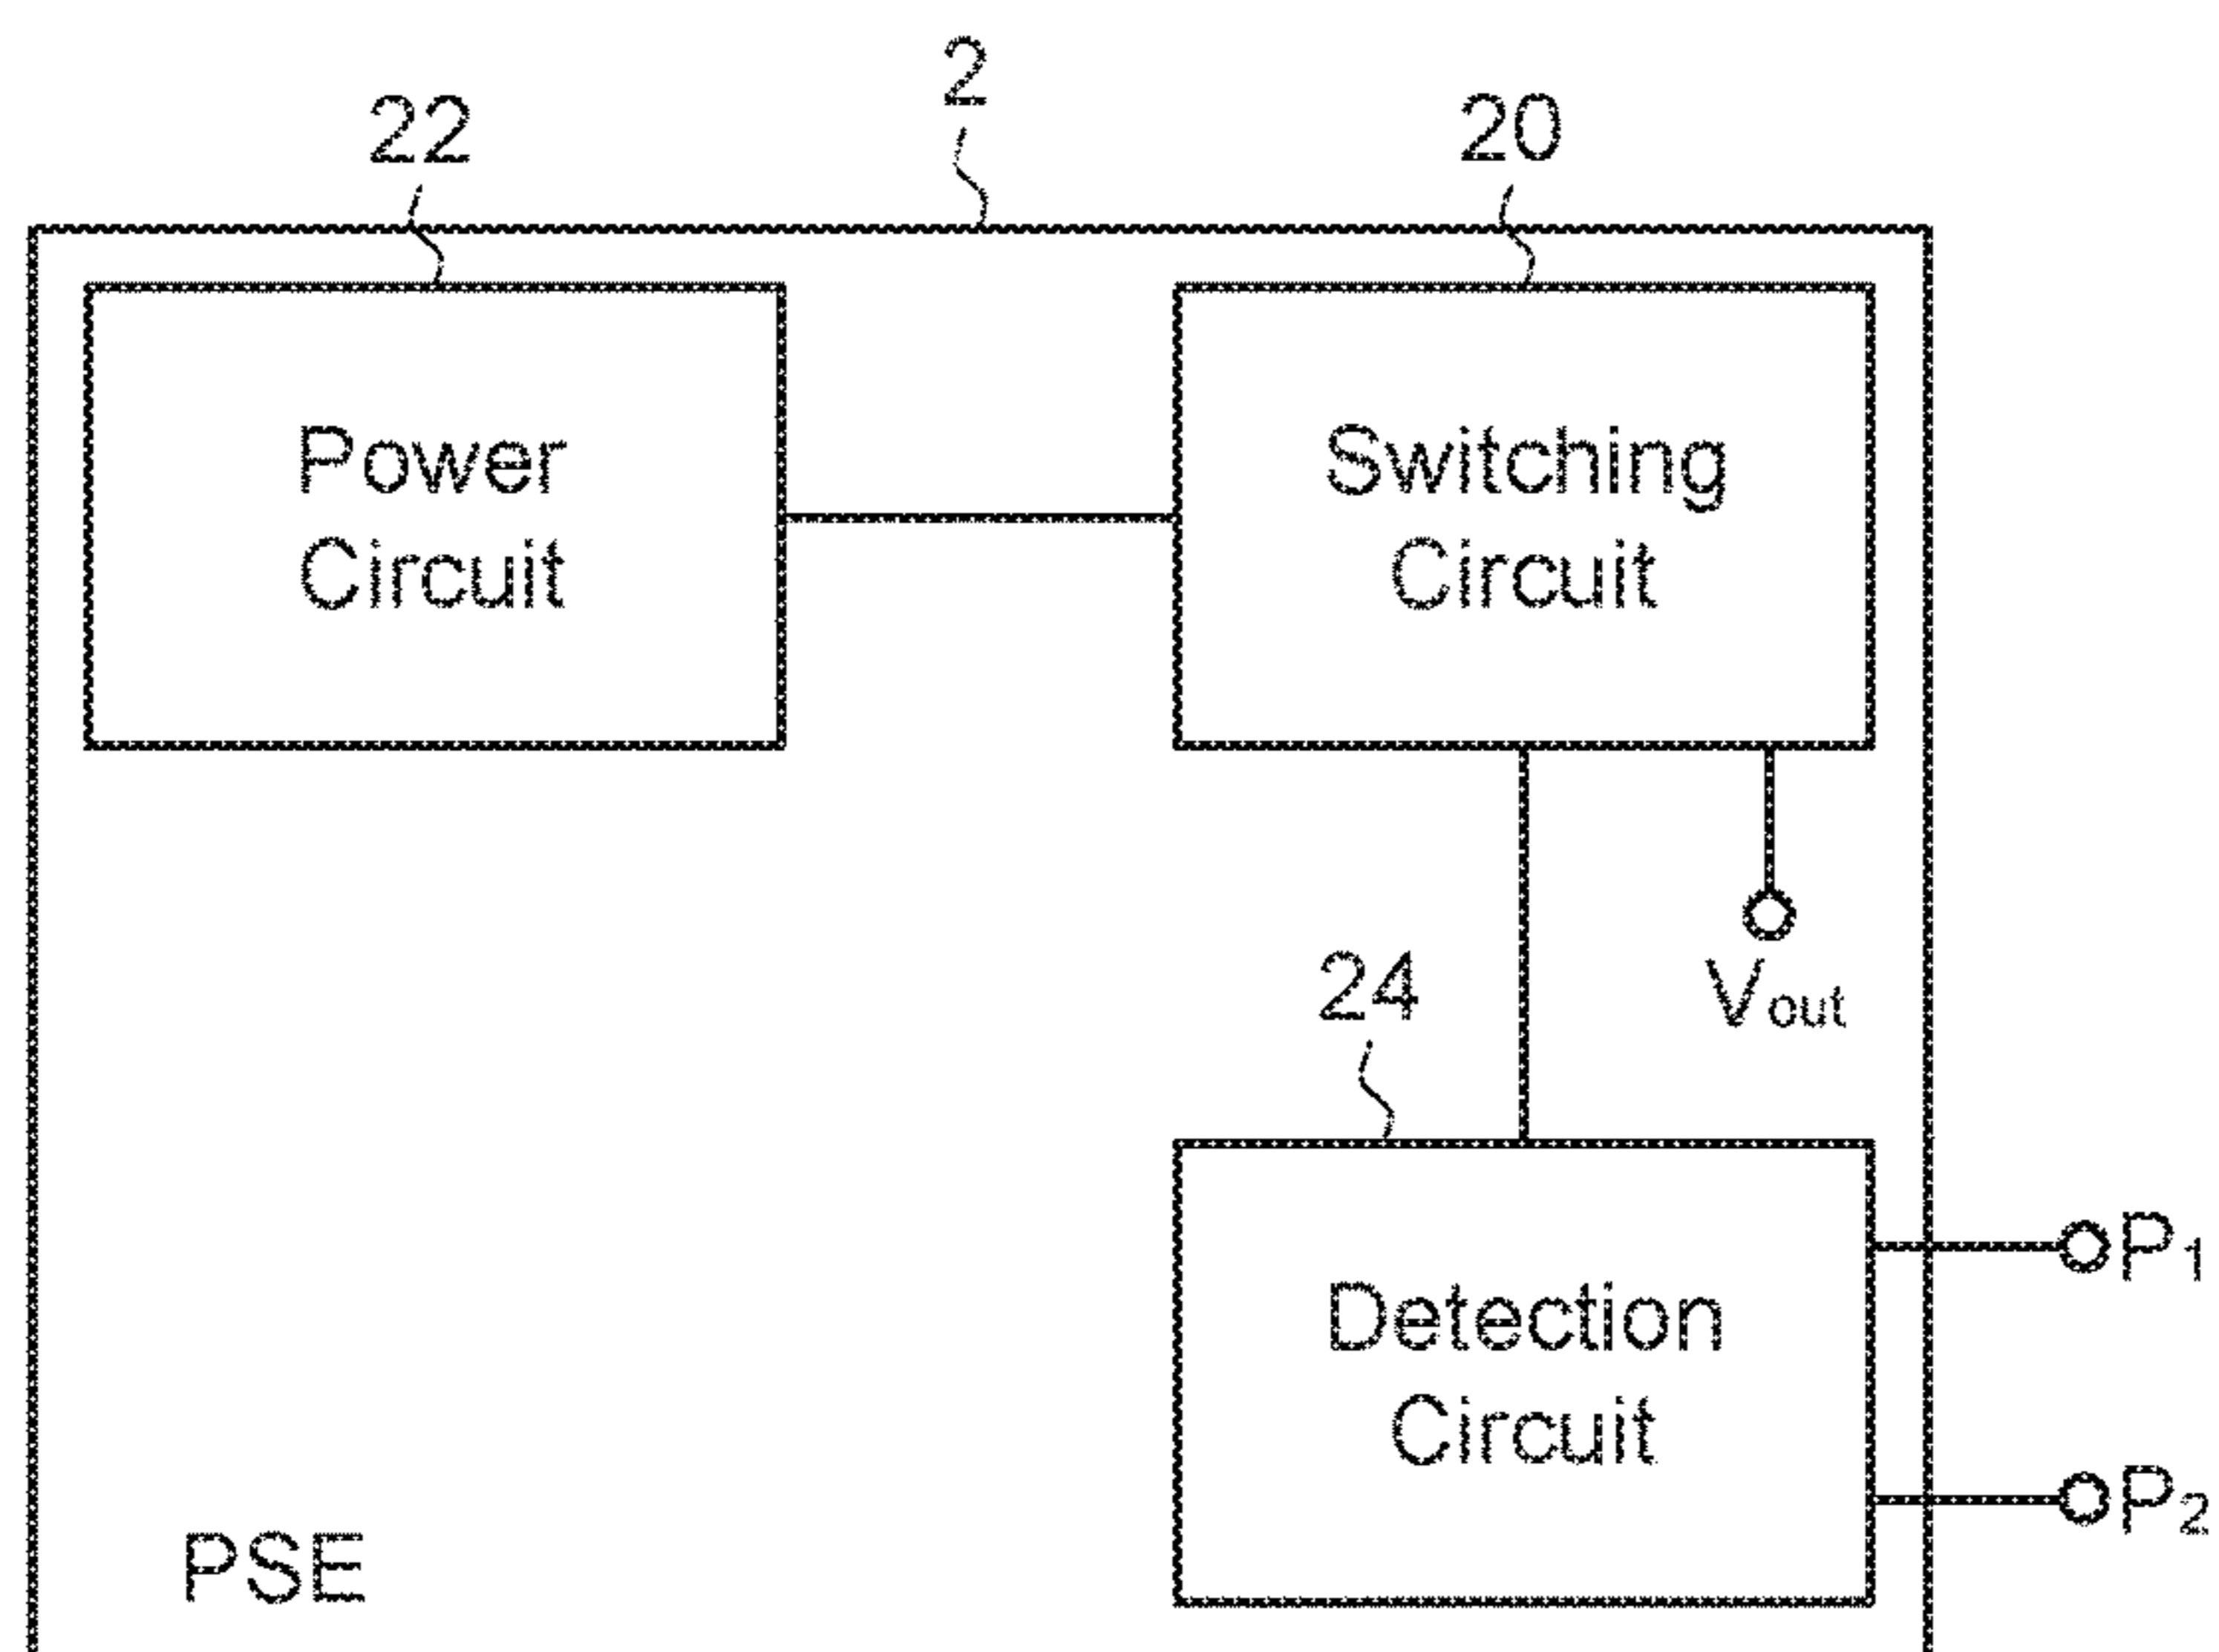 2
22
20
Power
Circuit
Switching
Circuit
Vout
24
Detection
Circuit
P1
P2
PSE